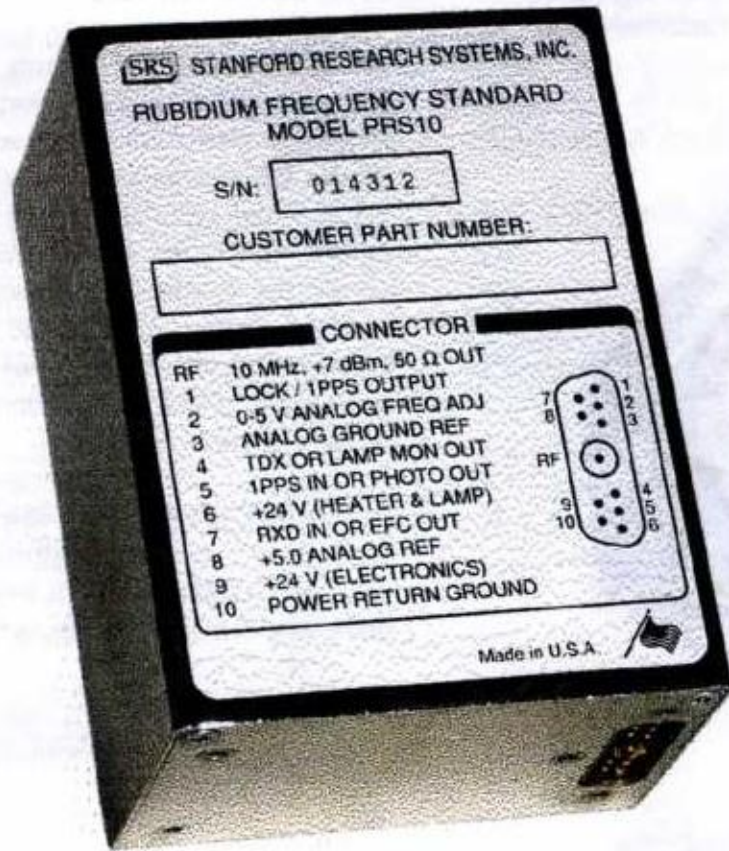 SRS STANFORD RESEARCH SYSTEMS, INC.
RUBIDIUM FREQUENCY STANDARD
MODEL PRS10
S/N: 014312
CUSTOMER PART NUMBER:
CONNECTOR
RF 10 MHz, +7 dBm, 50 Ω OUT
1 LOCK / 1PPS OUTPUT
2 0-5 V ANALOG FREQ ADJ
3 ANALOG GROUND REF
4 TDX OR LAMP MON OUT
5 1PPS IN OR PHOTO OUT
6 +24 V (HEATER & LAMP)
7 RXD IN OR EFC OUT
8 +5.0 ANALOG REF
9 +24 V (ELECTRONICS)
10 POWER RETURN GROUND
1
7 2
8 3
RF
4
9 5
10 6
Made in U.S.A.